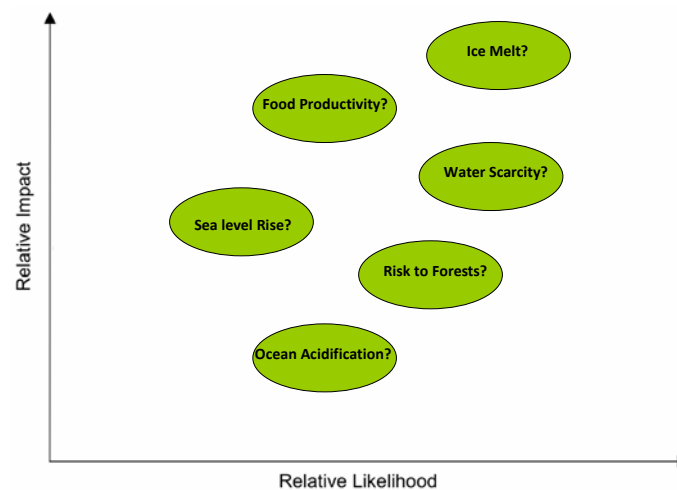 Ice Melt?
Food Productivity?
Water Scarcity?
Sea level Rise?
Risk to Forests?
Ocean Acidification?
Relative Impact
Relative Likelihood